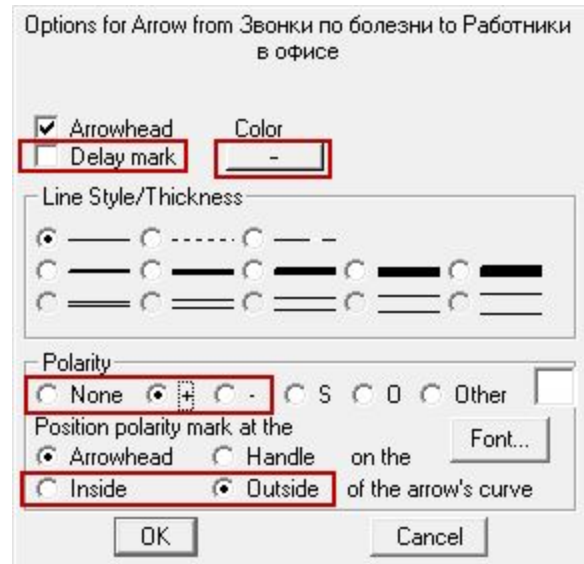 Options for Arrow from Звонки по болезни to Работники
в офисе
Arrowhead Color
Delay mark -
Line Style/Thickness
Polarity
None + - S O Other
Position polarity mark at the Font...
Arrowhead Handle on the
Inside Outside of the arrow's curve
OK Cancel